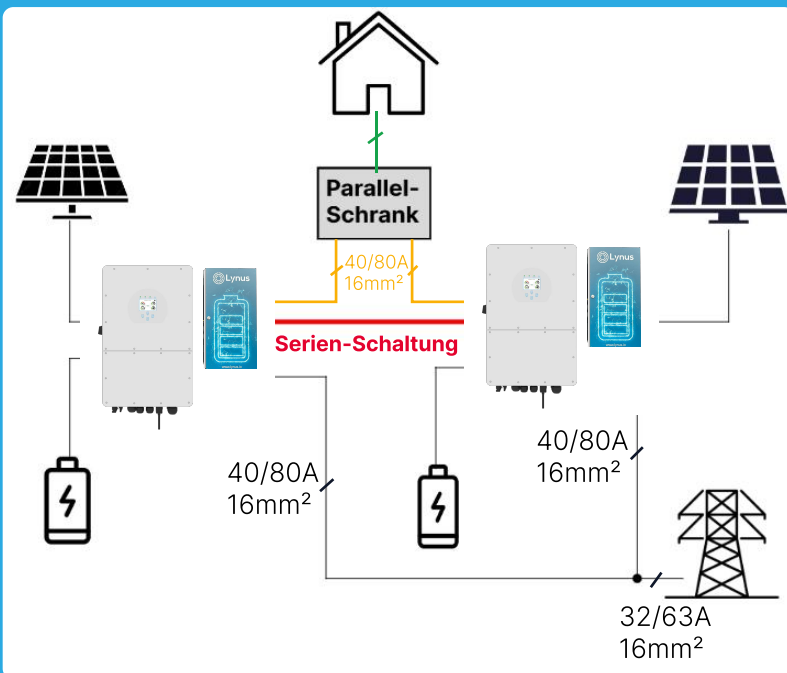 Parallel-
Schrank
40/80A
16mm²
Lynus
Lynus
Serien-Schaltung
40/80A
16mm²
40/80A
16mm²
32/63A
16mm²